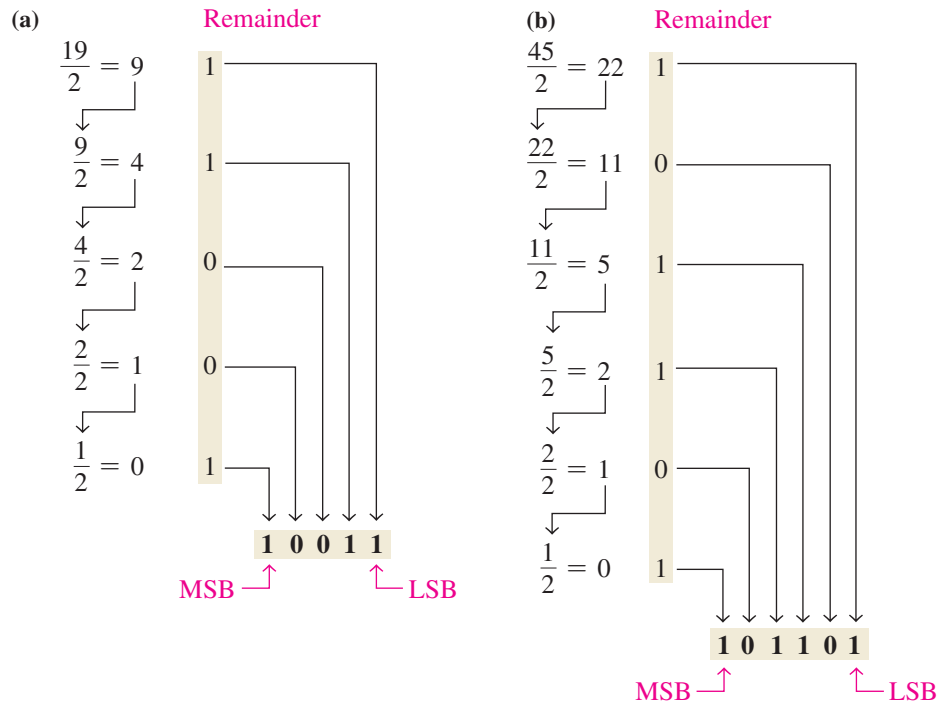 (a)
Remainder
19/2 = 9 1
9/2 = 4 1
4/2 = 2 0
2/2 = 1 0
1/2 = 0 1
1 0 0 1 1
MSB LSB
(b)
Remainder
45/2 = 22 1
22/2 = 11 0
11/2 = 5 1
5/2 = 2 1
2/2 = 1 0
1/2 = 0 1
1 0 1 1 0 1
MSB LSB